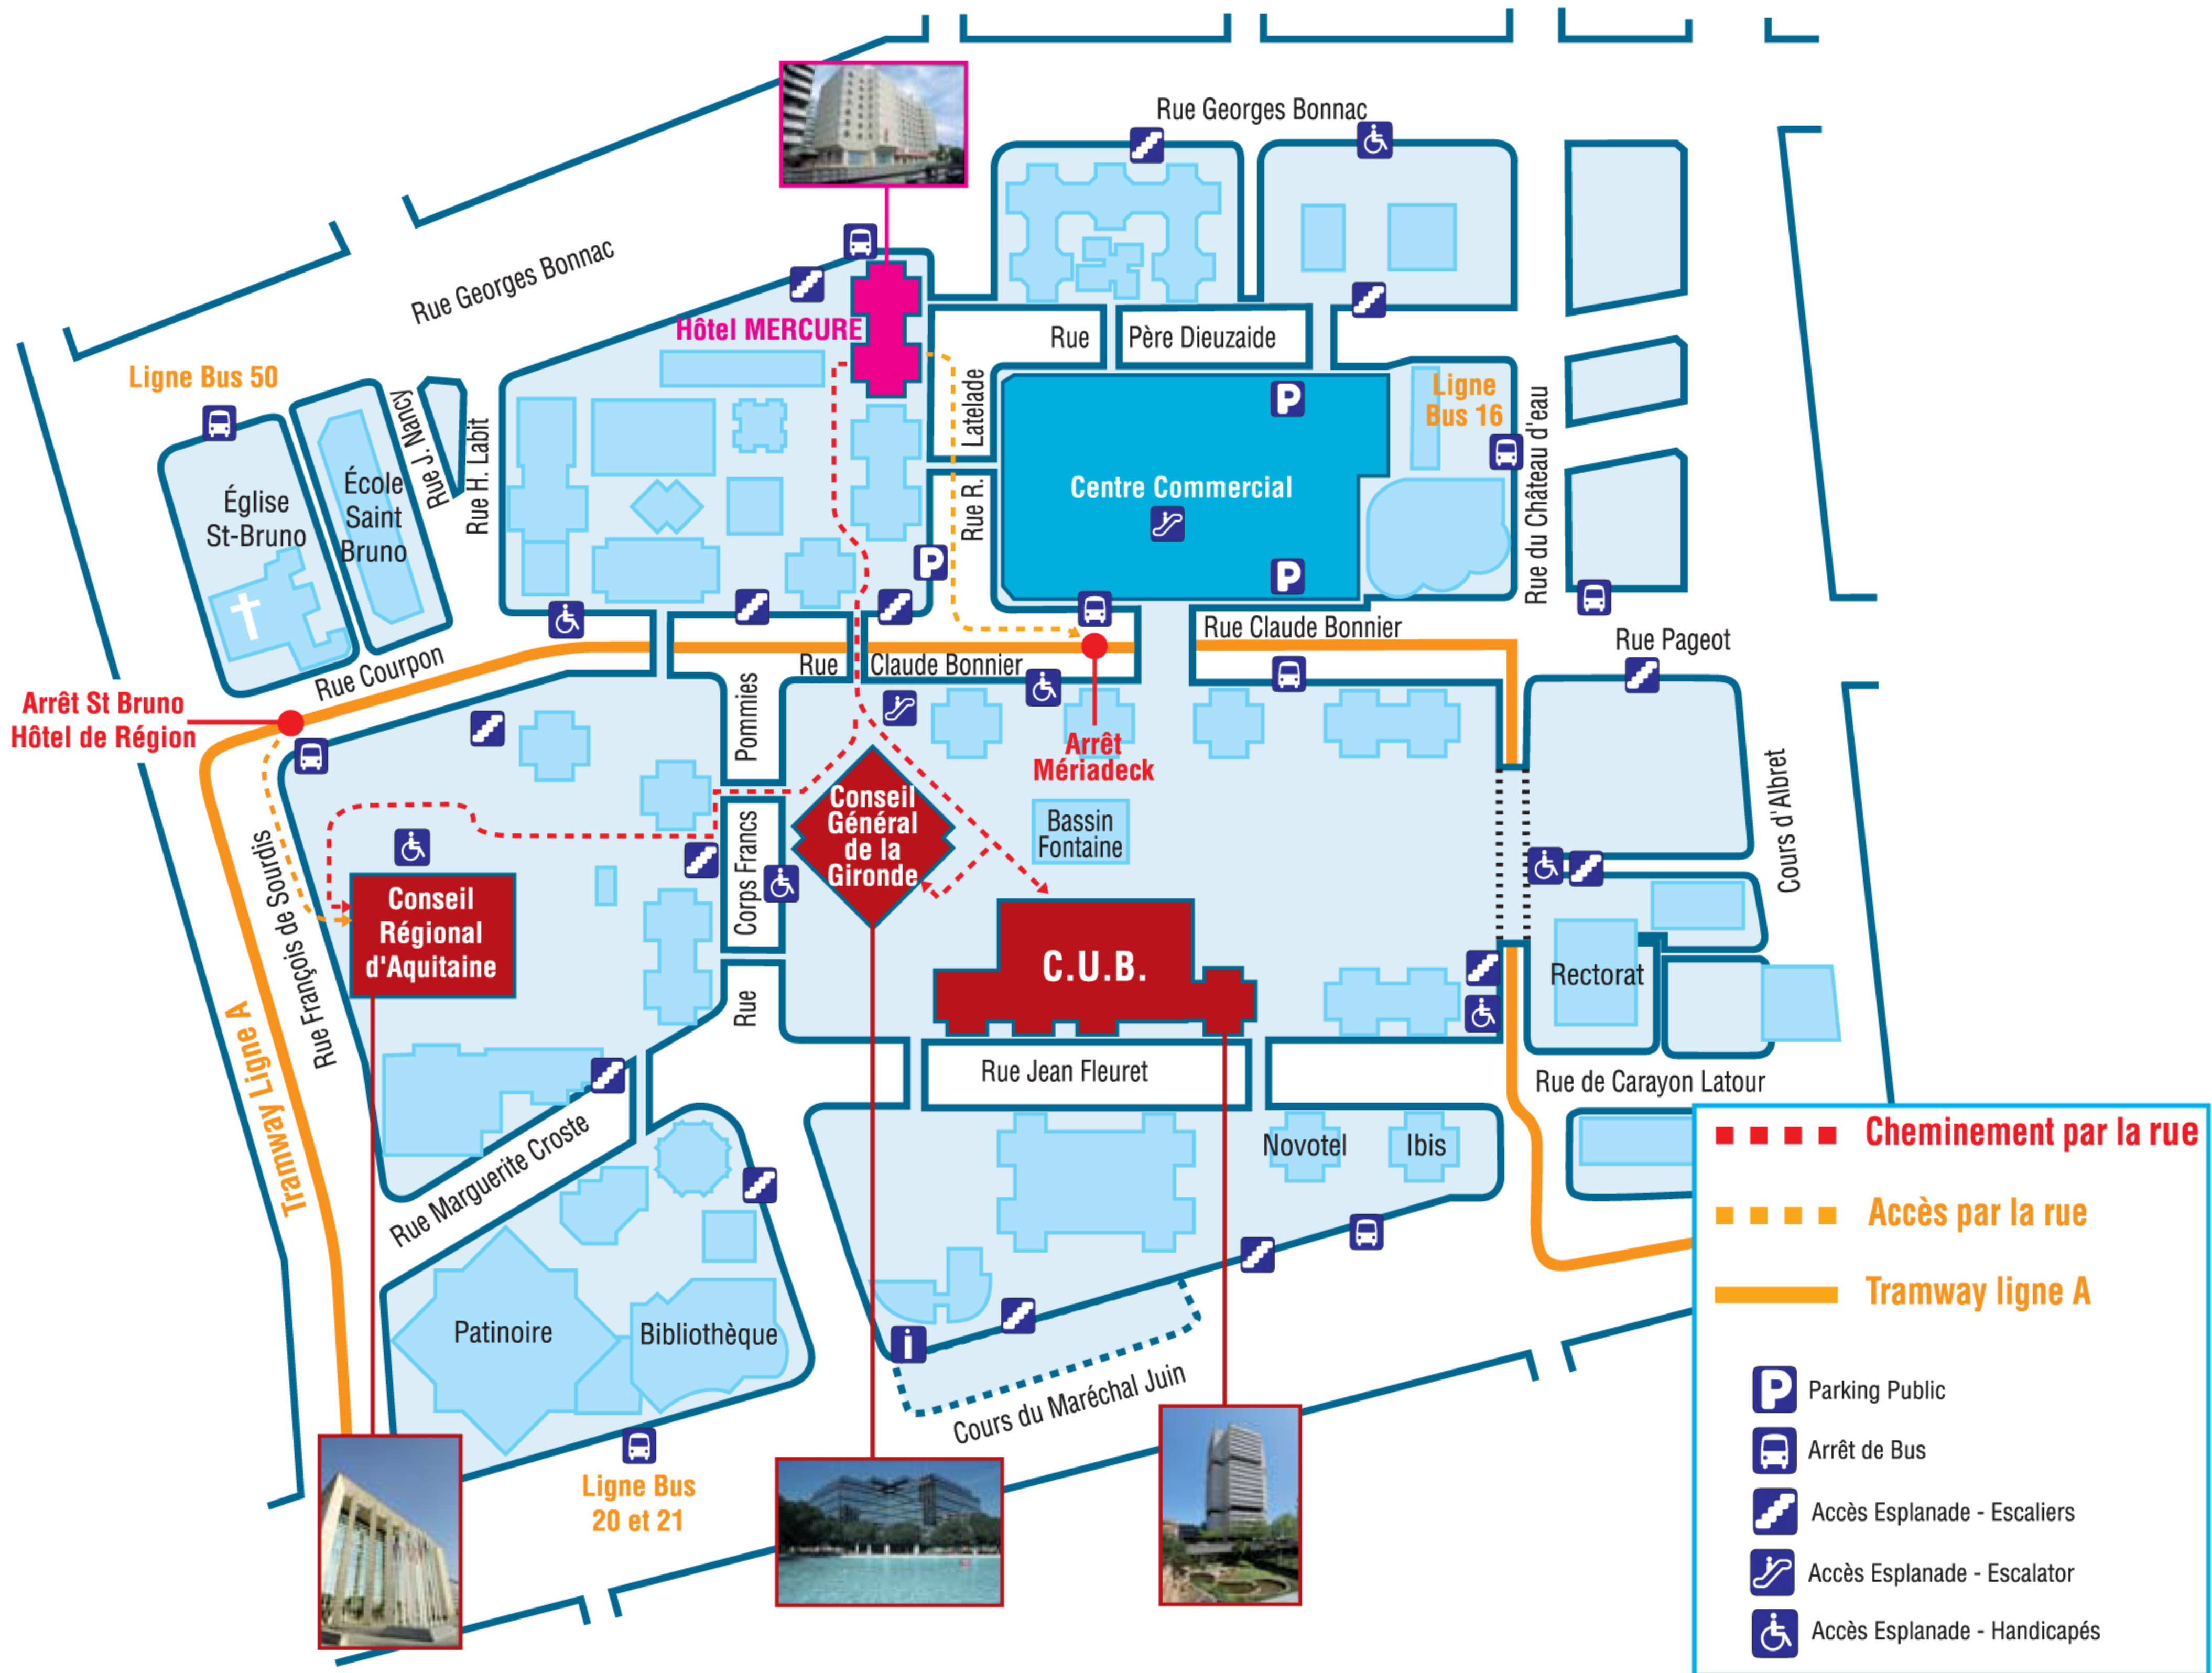 Rue Georges Bonnac
Rue Georges Bonnac
Hôtel MERCURE
Rue
Père Dieuzaide
Ligne Bus 50
Ligne
Bus 16
Rue J. Nancy
Rue H. Labit
Latelade
Rue R.
P
Centre Commercial
P
P
Rue du Château d'eau
Église
St-Bruno
École
Saint
Bruno
Rue Courpon
Rue
Claude Bonnier
Rue Claude Bonnier
Rue Pageot
Arrêt St Bruno
Hôtel de Région
Pommies
Arrêt
Mériadeck
Conseil
Général
de la
Gironde
Bassin
Fontaine
Corps Francs
Cours d'Albret
Rue François de Sourdis
Conseil
Régional
d'Aquitaine
C.U.B.
Rectorat
Rue
Tramway Ligne A
Rue Jean Fleuret
Rue de Carayon Latour
Rue Marguerite Croste
Novotel
Ibis
Patinoire
Bibliothèque
i
Cours du Maréchal Juin
Ligne Bus
20 et 21
Cheminement par la rue
Accès par la rue
Tramway ligne A
P Parking Public
Arrêt de Bus
Accès Esplanade - Escaliers
Accès Esplanade - Escalator
Accès Esplanade - Handicapés